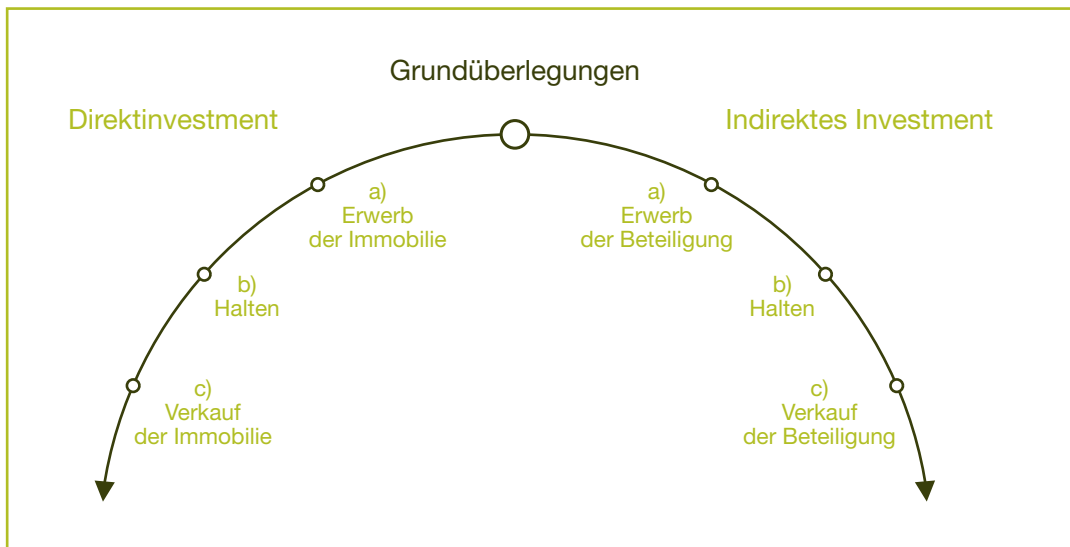 Grundüberlegungen
Direktinvestment
a)
Erwerb
der Immobilie
b)
Halten
c)
Verkauf
der Immobilie
Indirektes Investment
a)
Erwerb
der Beteiligung
b)
Halten
c)
Verkauf
der Beteiligung